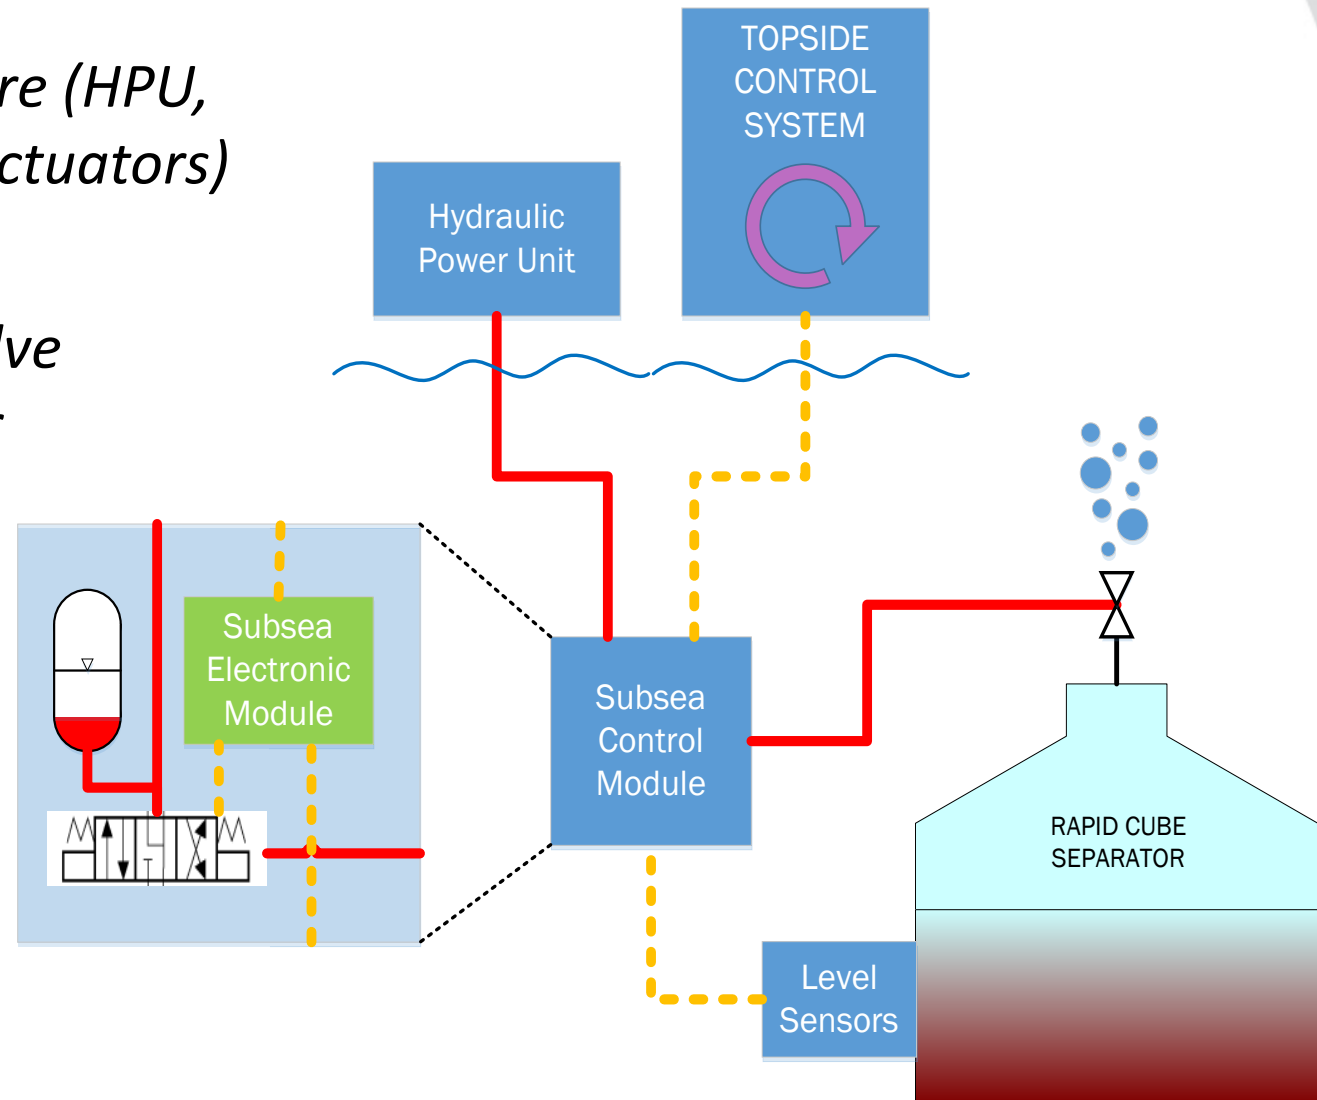 re (HPU,
ctuators)
lve
TOPSIDE
CONTROL
SYSTEM
Hydraulic
Power Unit
Subsea
Electronic
Module
Subsea
Control
Module
RAPID CUBE
SEPARATOR
Level
Sensors